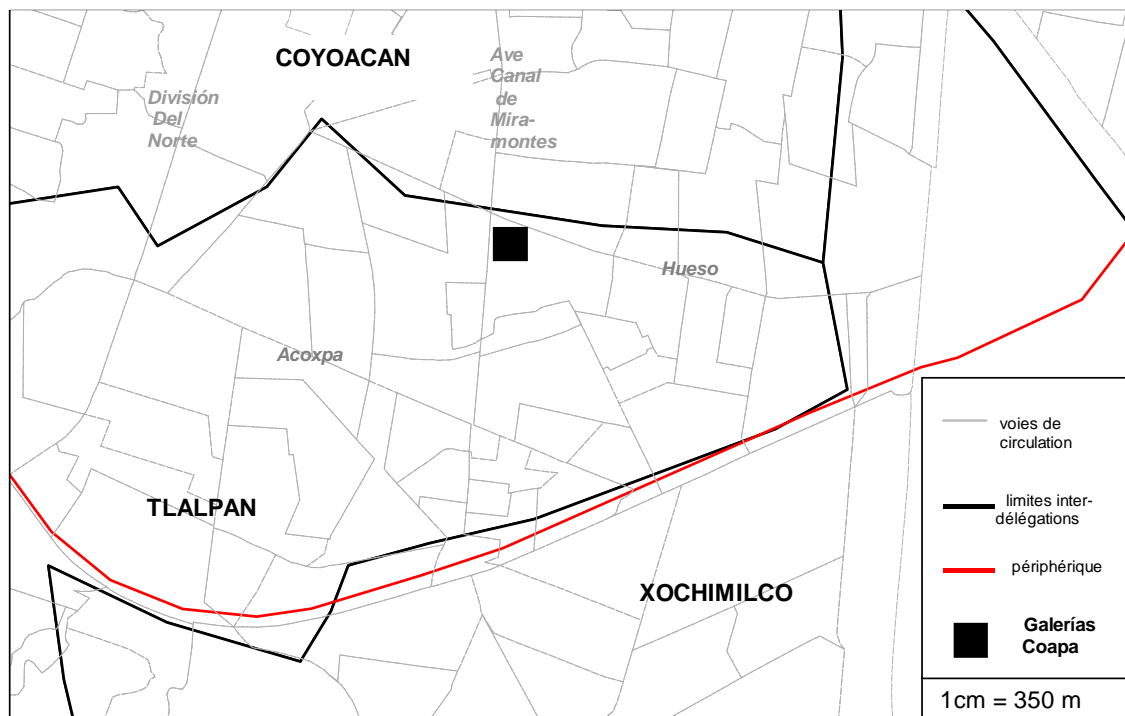 COYOACAN
Ave
Canal
de
Mira-
montes
División
Del
Norte
Hueso
Acoxpa
TLALPAN
XOCHIMILCO
voies de
circulation
limites inter-
délégations
périphérique
Galerías
Coapa
1cm = 350 m